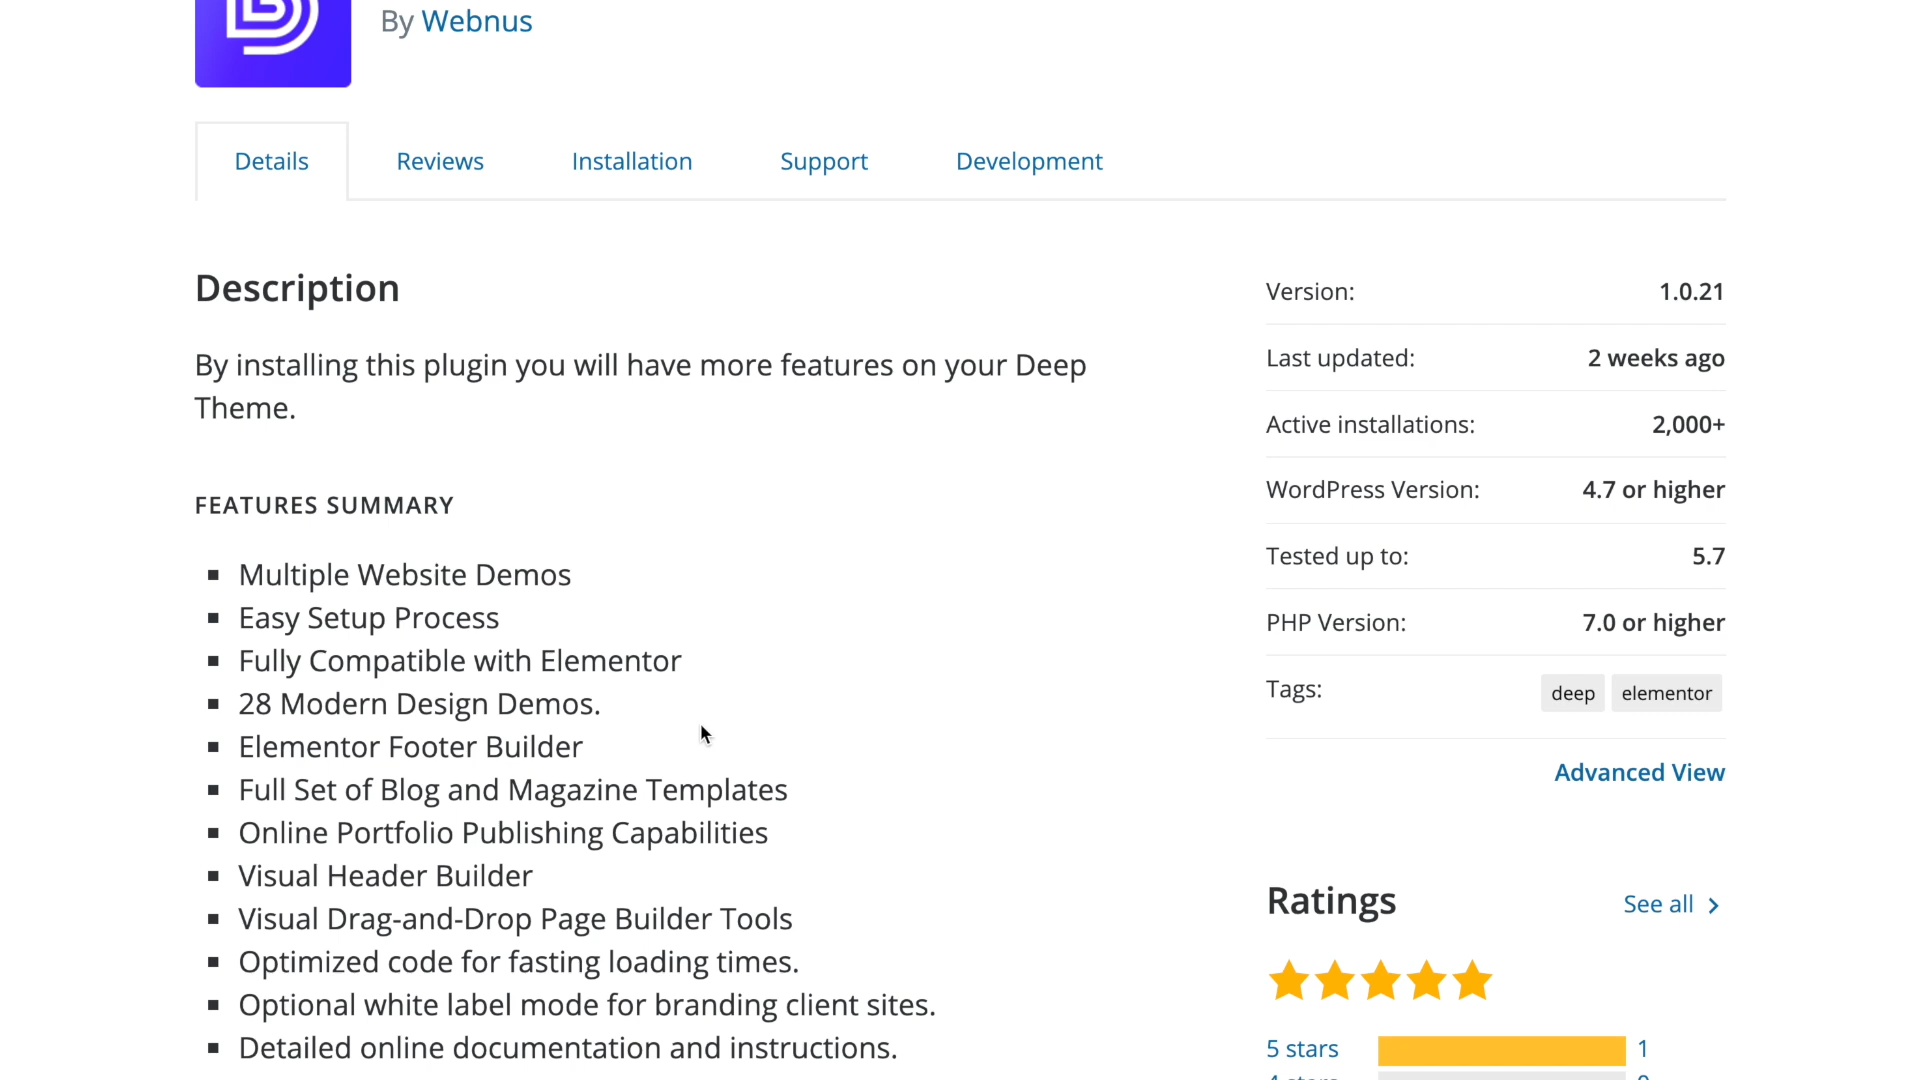 By Webnus
Details
Reviews
Installation
Support
Development
Description
By installing this plugin you will have more features on your Deep
Theme.
FEATURES SUMMARY
Multiple Website Demos
Easy Setup Process
Fully Compatible with Elementor
28 Modern Design Demos.
Elementor Footer Builder
Full Set of Blog and Magazine Templates
Online Portfolio Publishing Capabilities
Visual Header Builder
Visual Drag-and-Drop Page Builder Tools
Optimized code for fasting loading times.
Optional white label mode for branding client sites.
Detailed online documentation and instructions.
Version: 1.0.21
Last updated: 2 weeks ago
Active installations: 2,000+
WordPress Version: 4.7 or higher
Tested up to: 5.7
PHP Version: 7.0 or higher
Tags: deep elementor
Advanced View
Ratings See all
5 stars 1